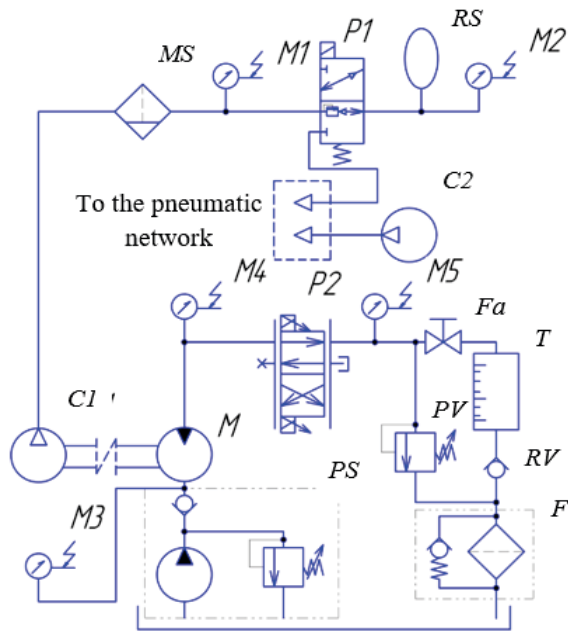 P1
RS
MS
M1
M2
C2
To the pneumatic
network
M4
P2
M5
Fa
T
C1
M
PV
PS
RV
M3
F